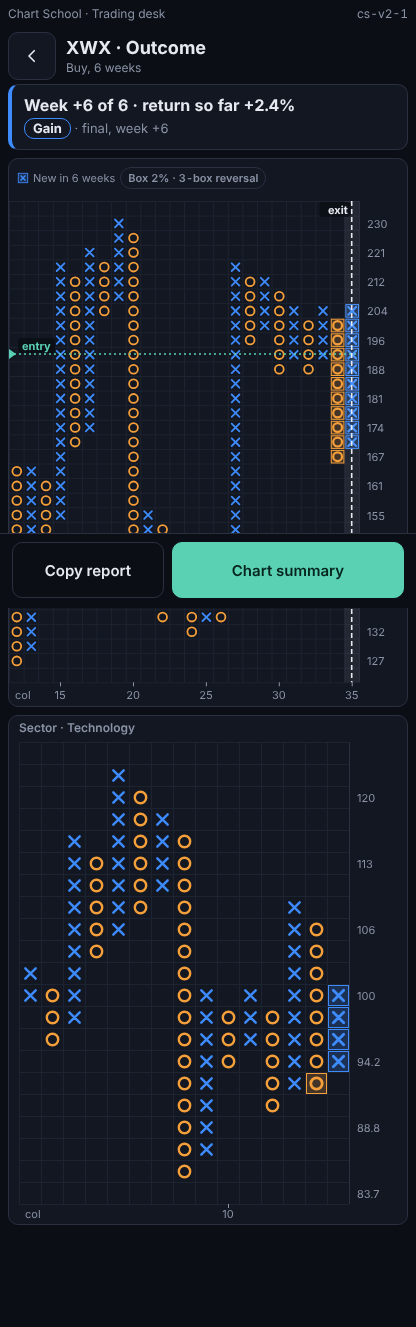 Chart School · Trading desk
cs-v2-1
XWX · Outcome
Buy, 6 weeks
Week +6 of 6 · return so far +2.4%
Gain · final, week +6
New in 6 weeks
Box 2% · 3-box reversal
exit
230
221
212
204
196
entry
188
181
174
167
161
155
Copy report
Chart summary
132
127
col 15 20 25 30 35
Sector · Technology
120
113
106
100
94.2
88.8
83.7
col 10